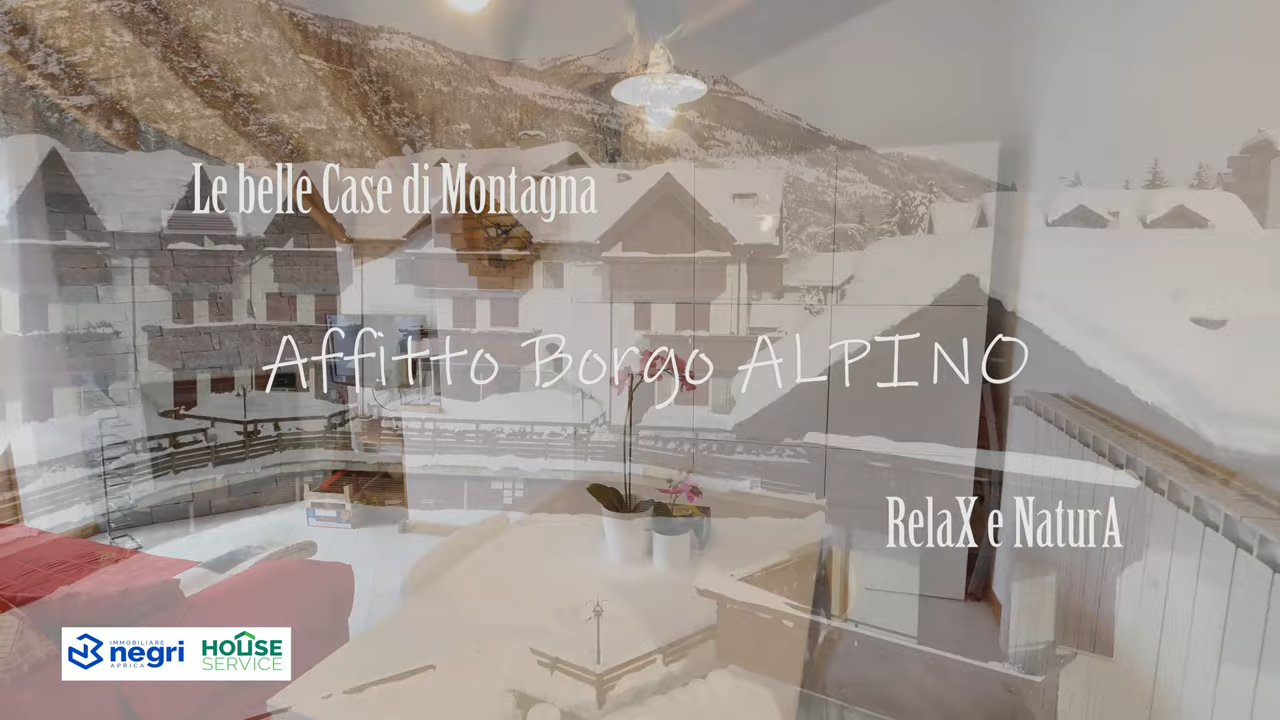 Le belle Case di Montagna
Affitto Borgo ALPINO
RelaX e NaturA
IMMOBILIARE
negri
APRICA
HOUSE
SERVICE